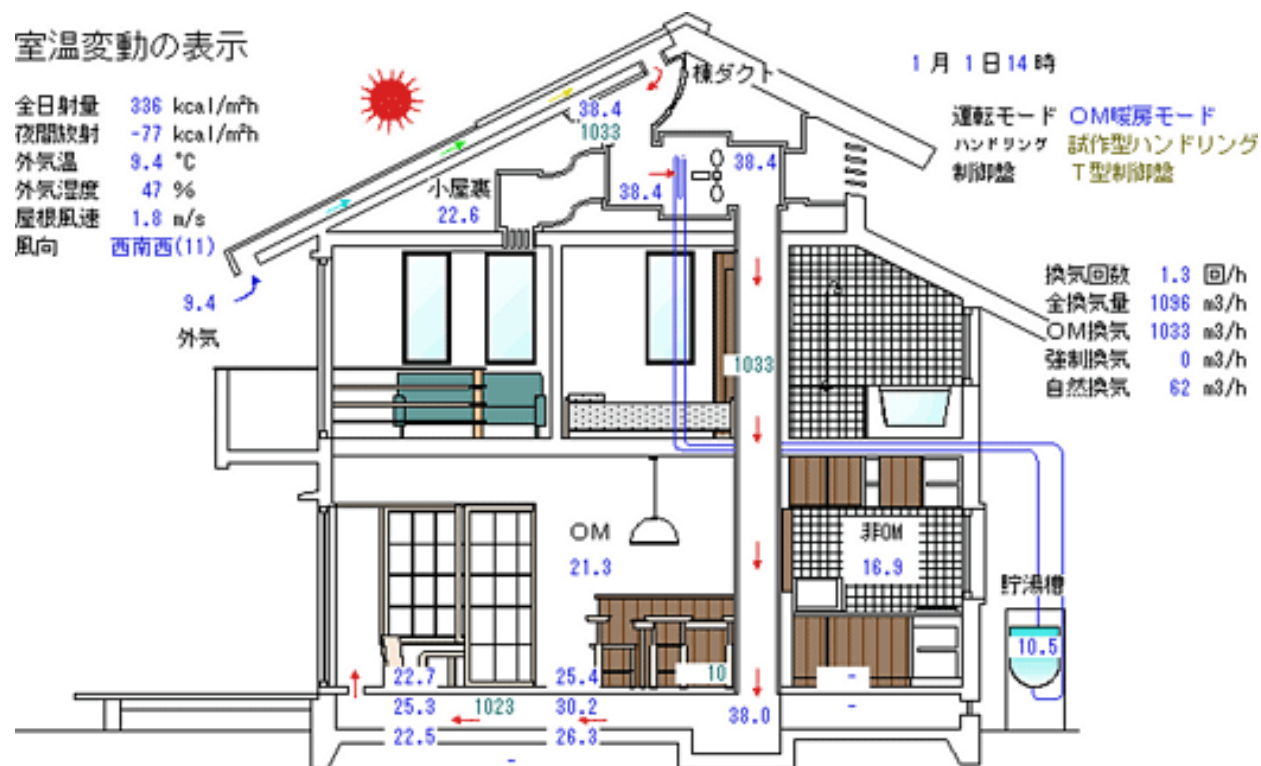 室温変動の表示
1 月 1 日 14 時
全日射量 336 kcal/m²h
夜間放射 -77 kcal/m²h
外気温 9.4 ℃
外気湿度 47 %
屋根風速 1.8 m/s
風向 西南西(11)
運転モード OM暖房モード
ハンドリング 試作型ハンドリング
制御盤 T型制御盤
棟ダクト
38.4
1033
38.4
38.4
小屋裏
22.6
9.4
外気
換気回数 1.3 回/h
全換気量 1096 m3/h
OM換気 1033 m3/h
強制換気 0 m3/h
自然換気 62 m3/h
1033
OM
21.3
非OM
16.9
貯湯槽
10.5
22.7 25.4 10 -
25.3 1023 30.2 38.0 -
22.5 26.3
-